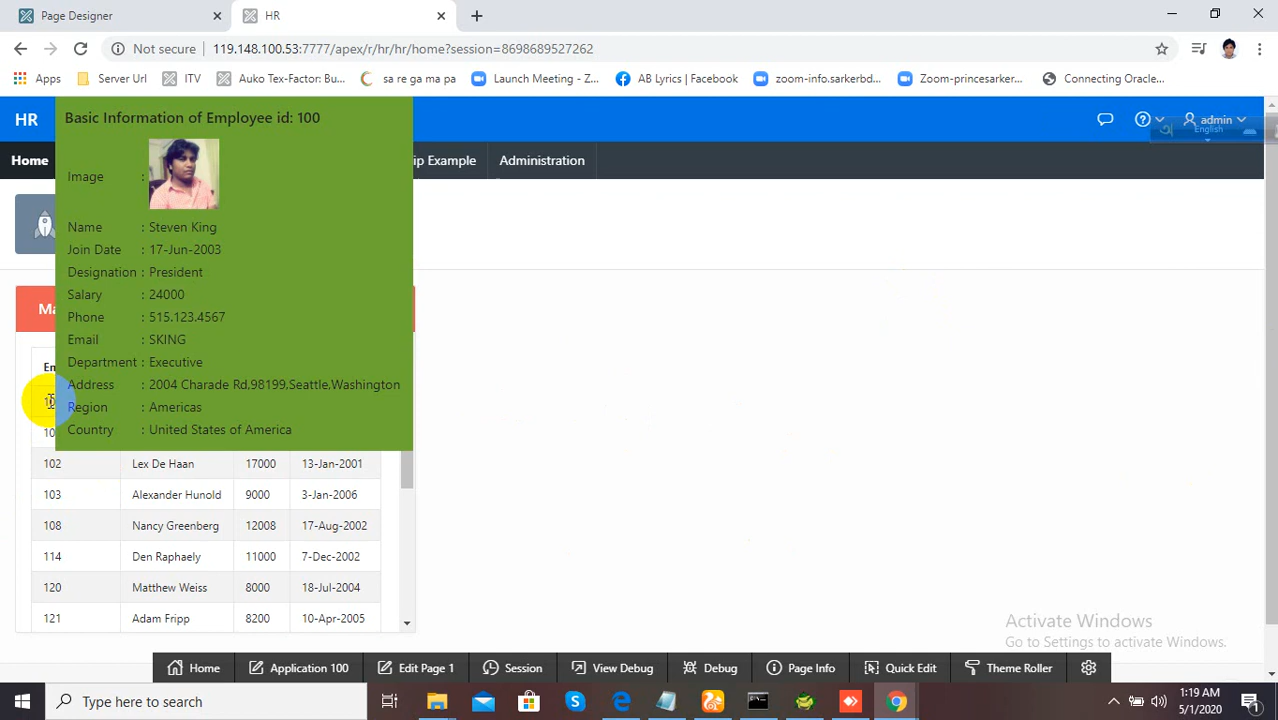 Page Designer
HR
Not secure 119.148.100.53:7777/apex/r/hr/hr/home?session=8698689527262
Apps Server Url ITV Auko Tex-Factor: Bu... sa re ga ma pa Launch Meeting - Z... AB Lyrics | Facebook zoom-info.sarkerbd... Zoom-princesarker... Connecting Oracle...
HR
admin
English
Home
ip Example
Administration
Basic Information of Employee id: 100
Image :
Name : Steven King
Join Date : 17-Jun-2003
Designation : President
Salary : 24000
Phone : 515.123.4567
Email : SKING
Department : Executive
Address : 2004 Charade Rd,98199,Seattle,Washington
Region : Americas
Country : United States of America
102 Lex De Haan 17000 13-Jan-2001
103 Alexander Hunold 9000 3-Jan-2006
108 Nancy Greenberg 12008 17-Aug-2002
114 Den Raphaely 11000 7-Dec-2002
120 Matthew Weiss 8000 18-Jul-2004
121 Adam Fripp 8200 10-Apr-2005
Activate Windows
Go to Settings to activate Windows.
Home Application 100 Edit Page 1 Session View Debug Debug Page Info Quick Edit Theme Roller
Type here to search
1:19 AM
5/1/2020